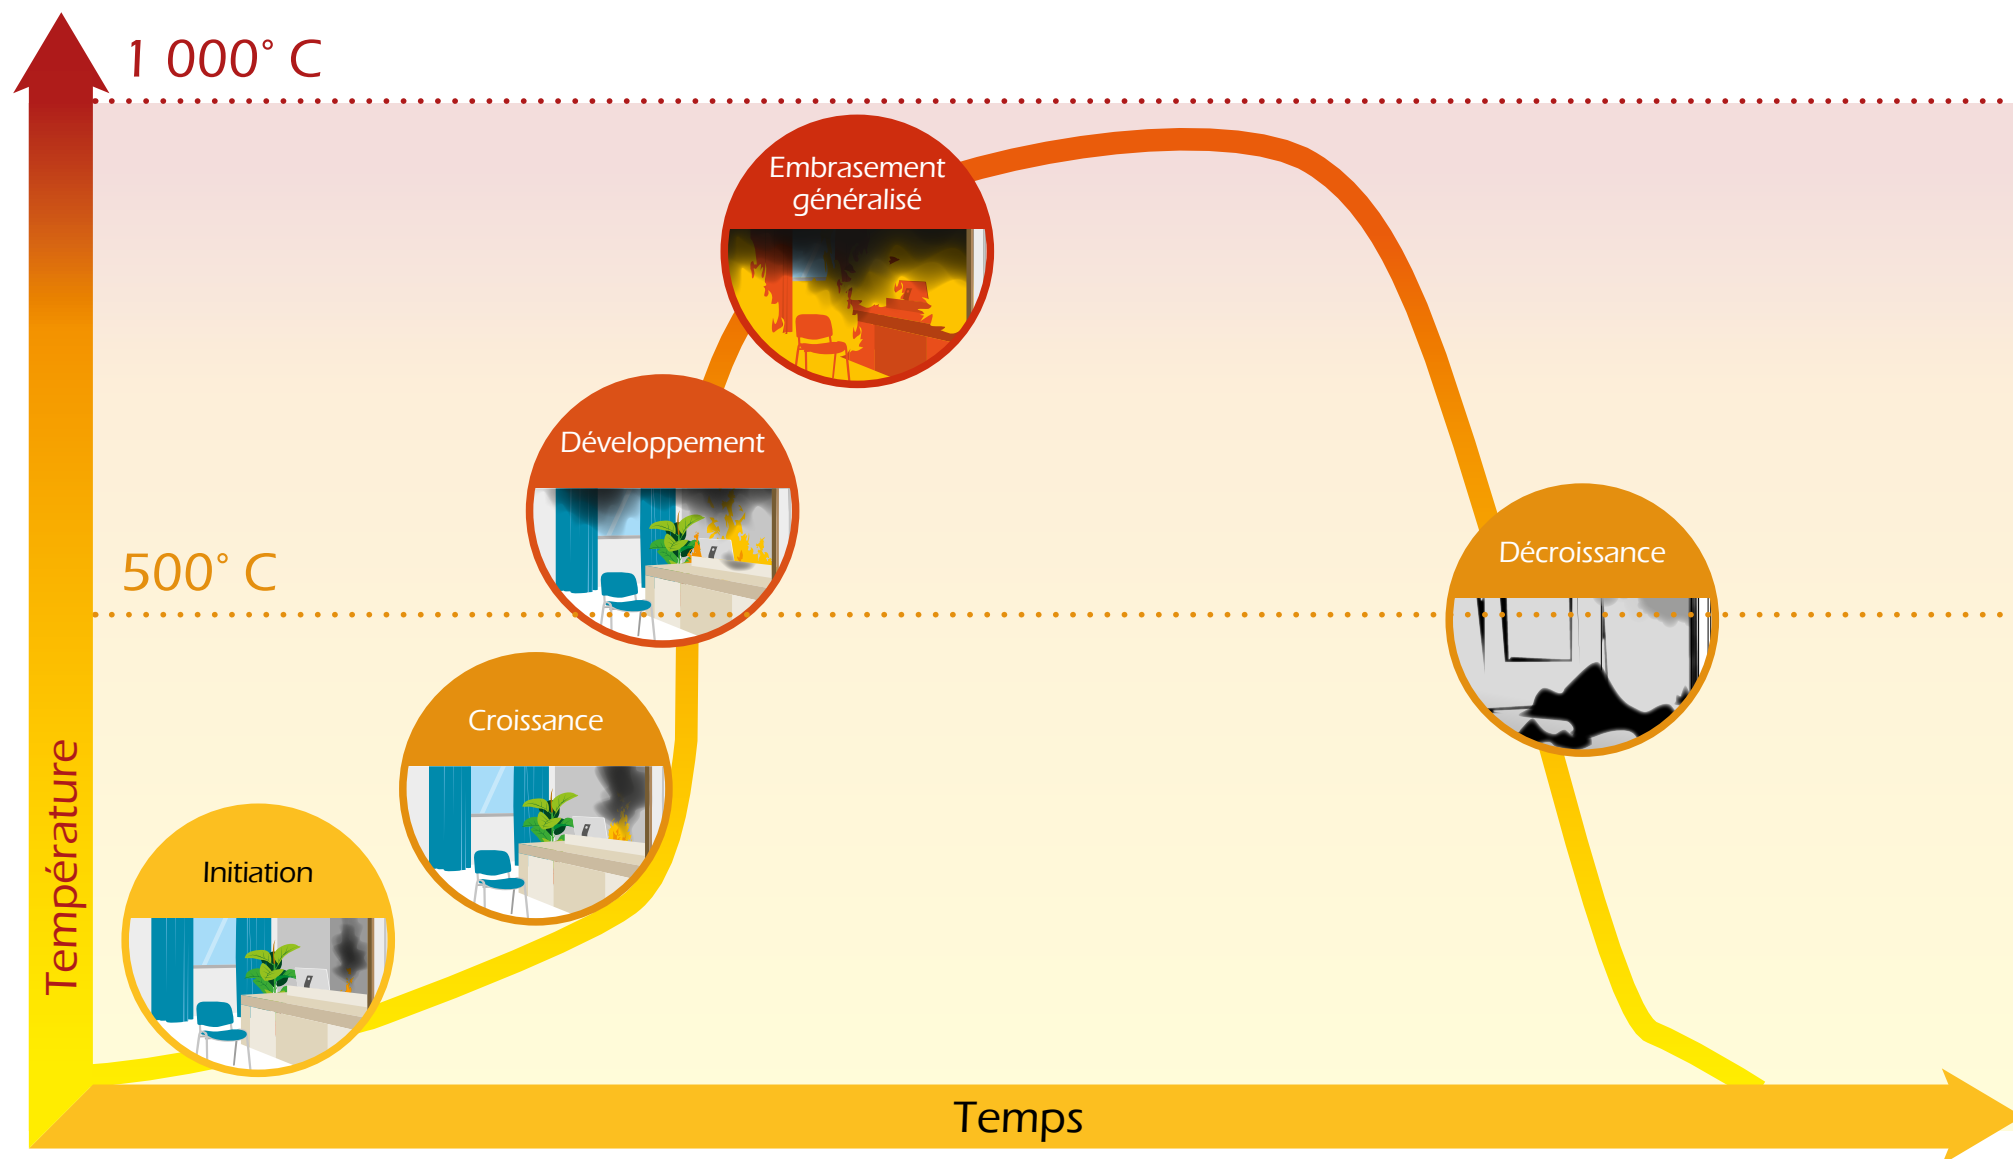 1 000° C
Embrasement
généralisé
Développement
500° C
Décroissance
Croissance
Initiation
Température
Temps